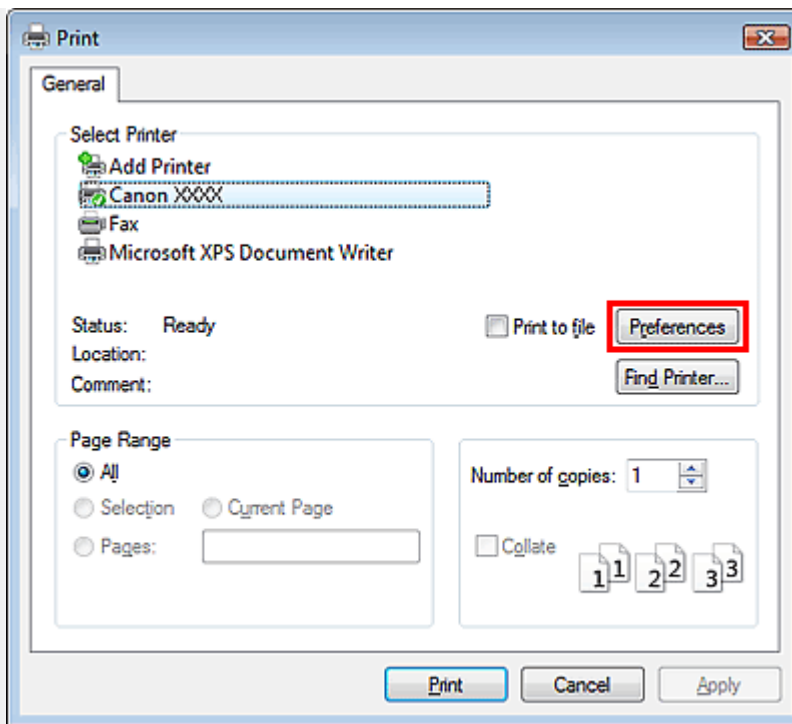 Print
General
Select Printer
Add Printer
Canon XXXX
Fax
Microsoft XPS Document Writer
Status: Ready
Print to file
Preferences
Location:
Comment:
Find Printer...
Page Range
All
Selection
Current Page
Pages:
Number of copies: 1
Collate
1 1 2 2 3 3
Print
Cancel
Apply